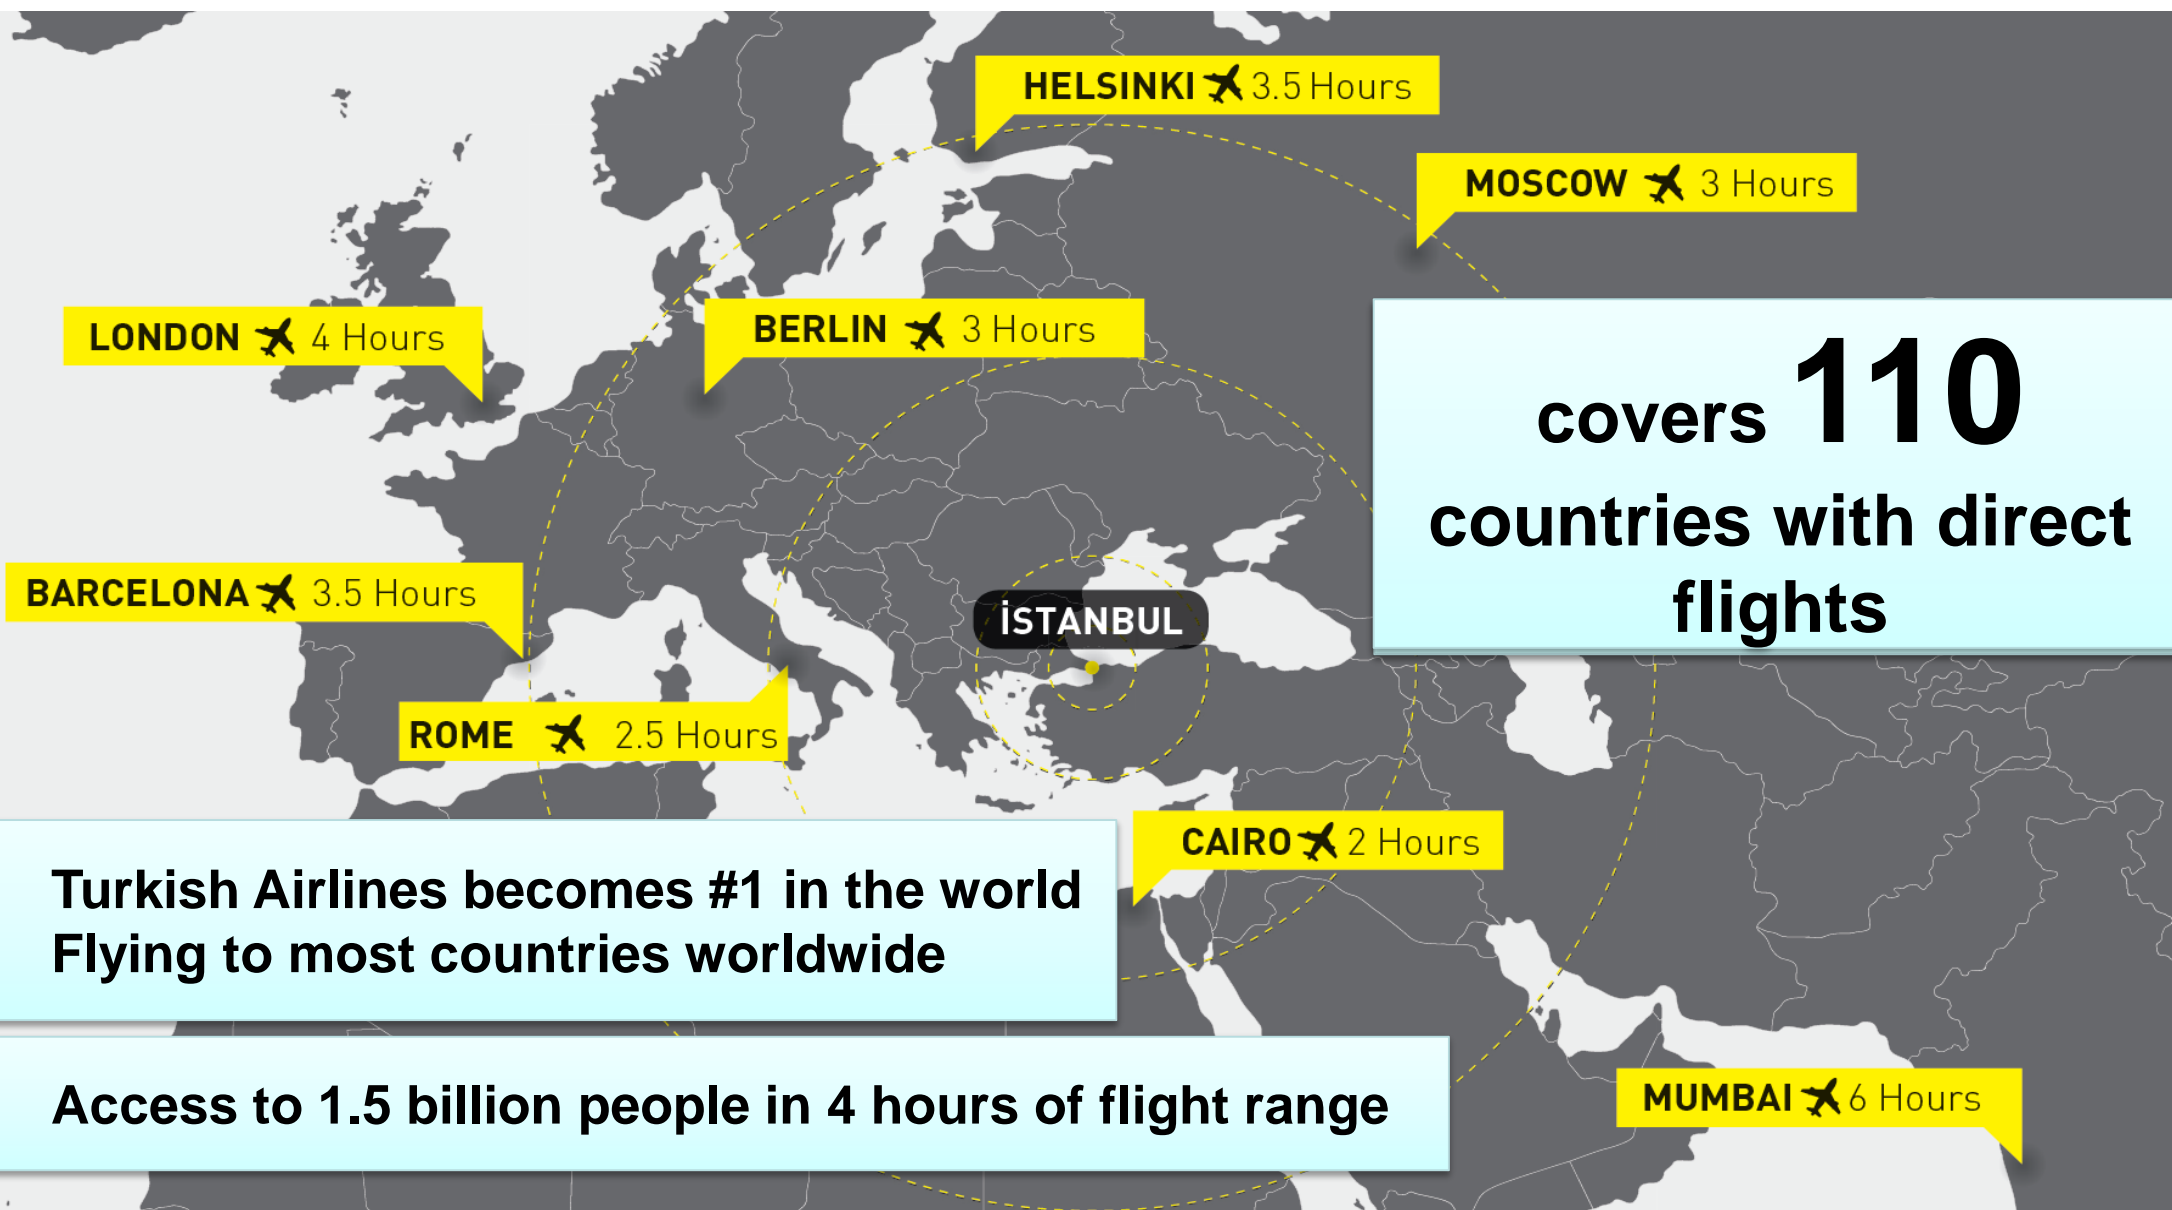 HELSINKI 3.5 Hours
MOSCOW 3 Hours
LONDON 4 Hours
BERLIN 3 Hours
covers 110
countries with direct
flights
BARCELONA 3.5 Hours
İSTANBUL
ROME 2.5 Hours
CAIRO 2 Hours
Turkish Airlines becomes #1 in the world
Flying to most countries worldwide
Access to 1.5 billion people in 4 hours of flight range
MUMBAI 6 Hours